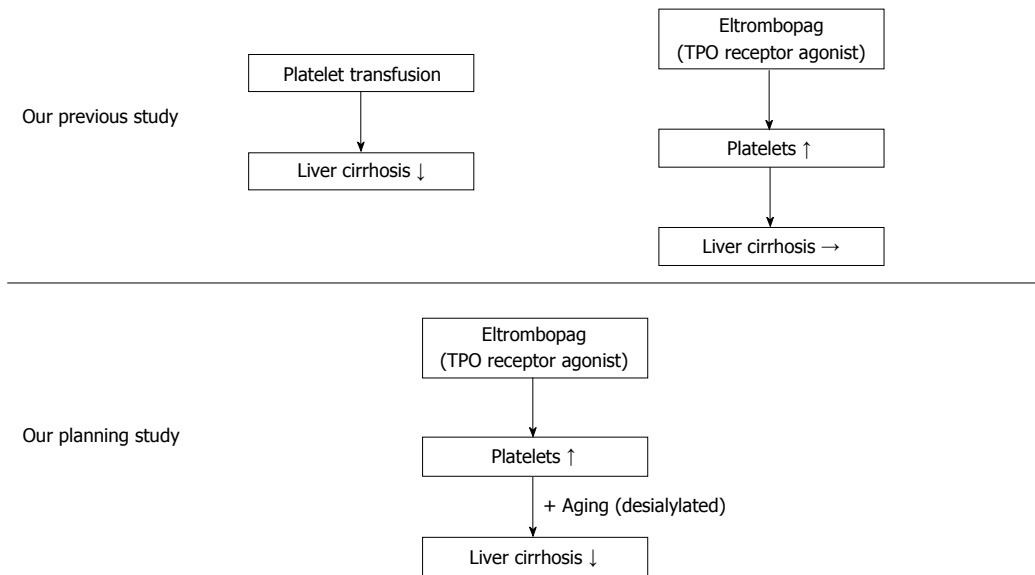 Our previous study
Platelet transfusion
Liver cirrhosis ↓
Eltrombopag
(TPO receptor agonist)
Platelets ↑
Liver cirrhosis →
Our planning study
Eltrombopag
(TPO receptor agonist)
Platelets ↑
+ Aging (desialylated)
Liver cirrhosis ↓